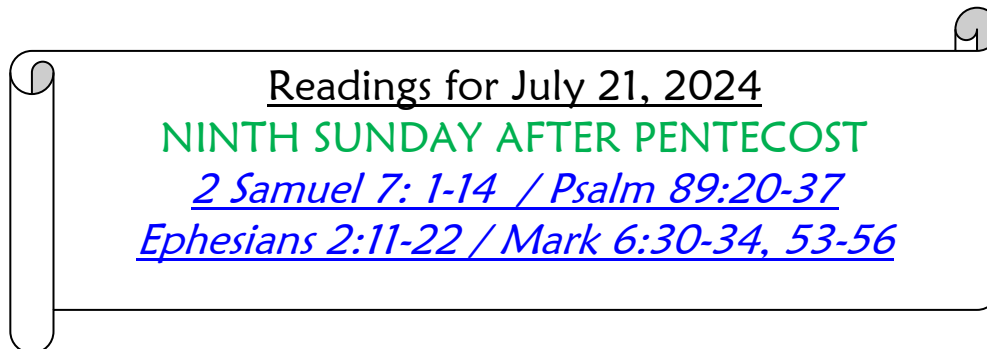 Readings for July 21, 2024
NINTH SUNDAY AFTER PENTECOST
2 Samuel 7: 1-14 / Psalm 89:20-37
Ephesians 2:11-22 / Mark 6:30-34, 53-56